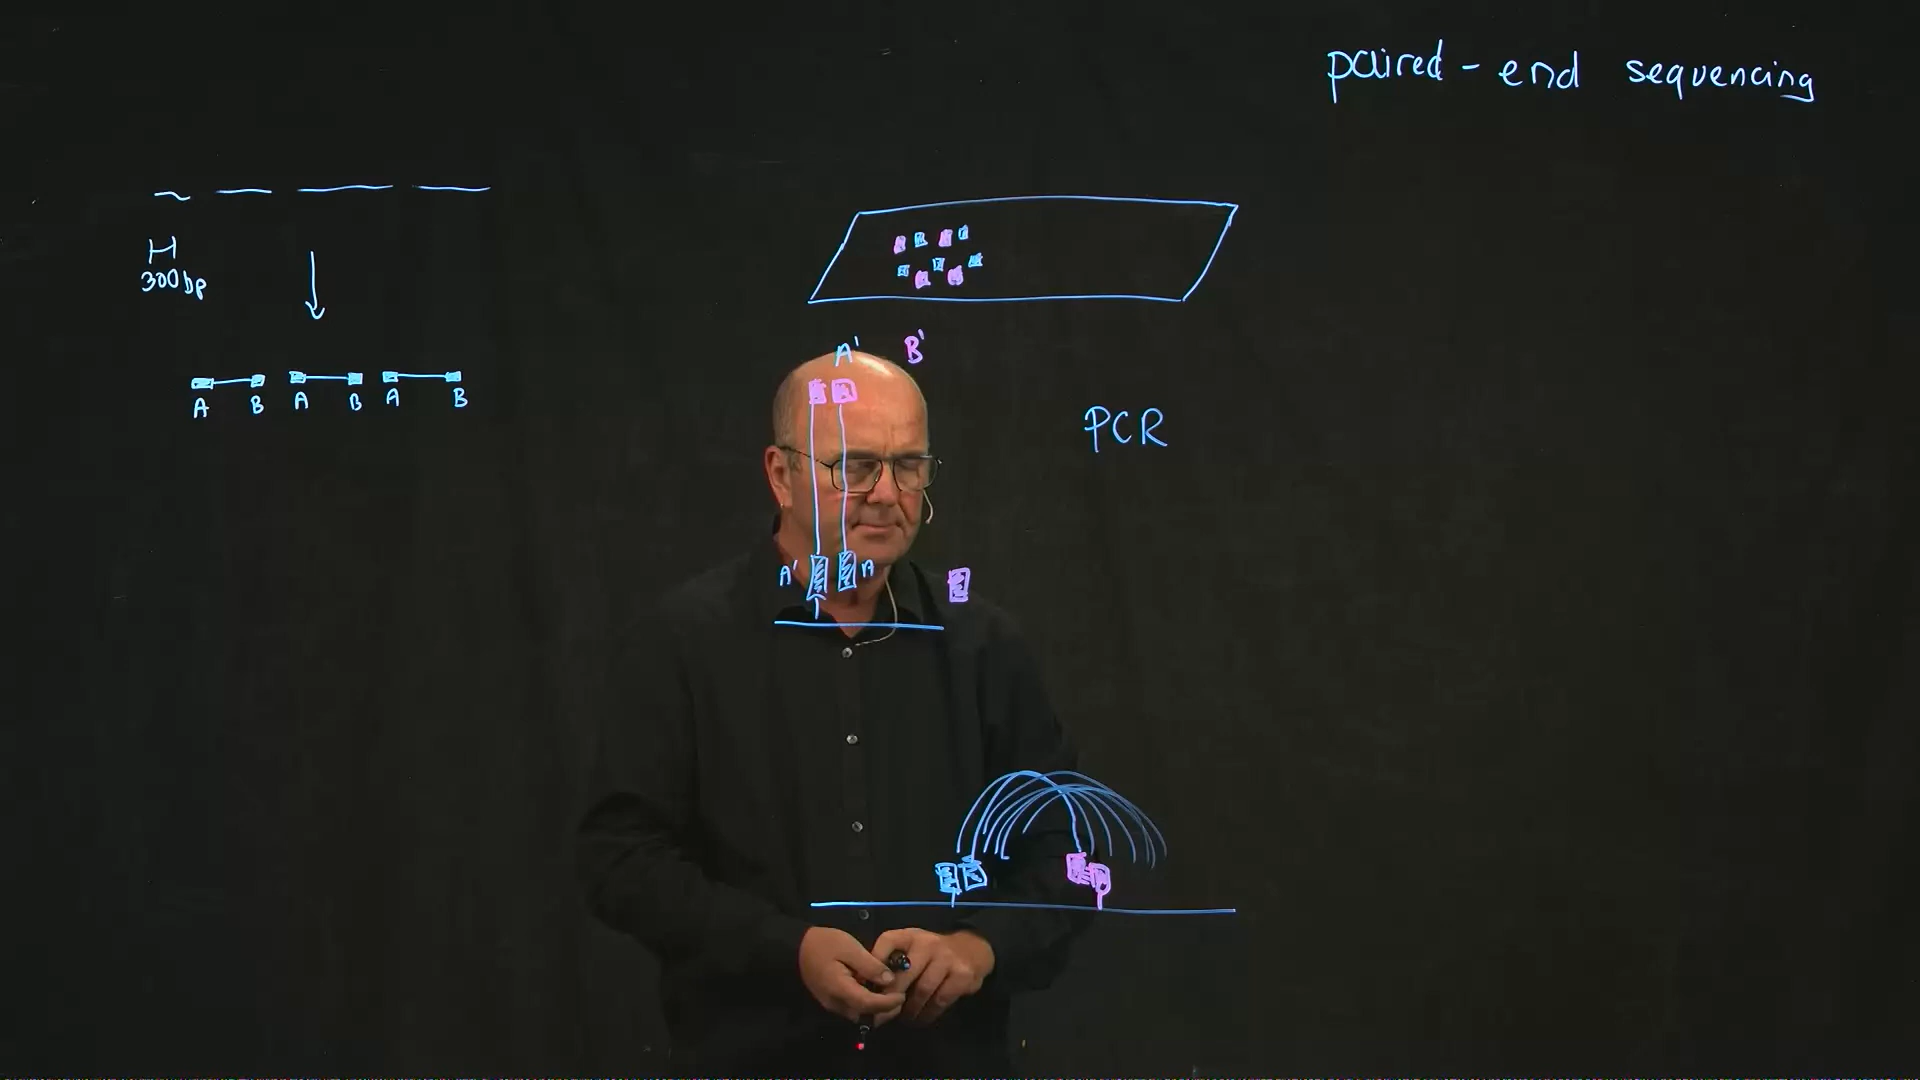 paired - end sequencing
300bp
A B A B A B
A' B'
PCR
A' A